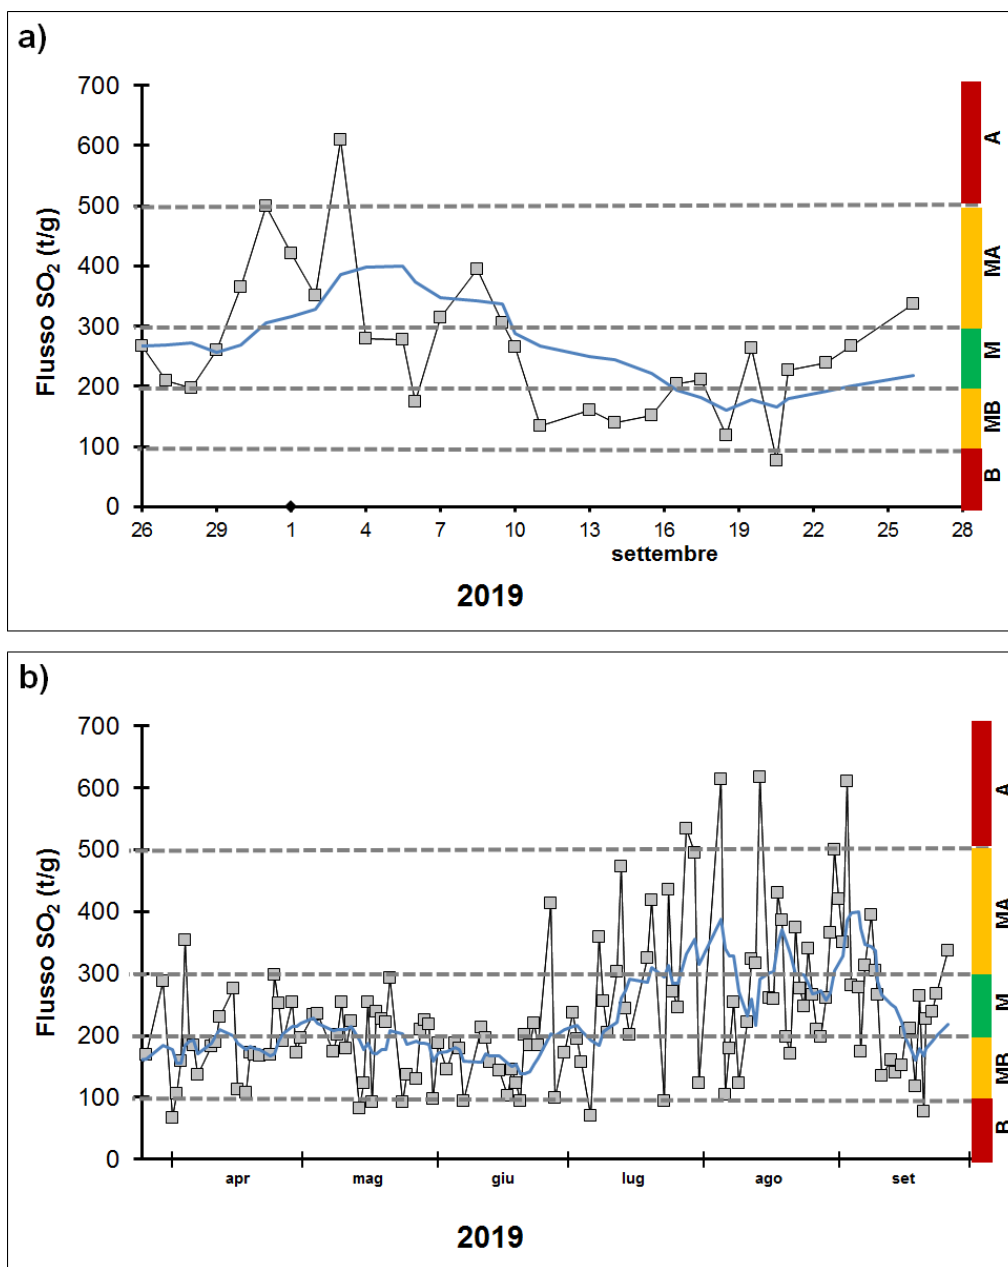 a)
700
600
500
400
300
200
100
0
Flusso SO2 (t/g)
26 29 1 4 7 10 13 16 19 22 25 28
settembre
2019
A
MA
M
MB
B
b)
700
600
500
400
300
200
100
0
Flusso SO2 (t/g)
apr mag giu lug ago set
2019
A
MA
M
MB
B